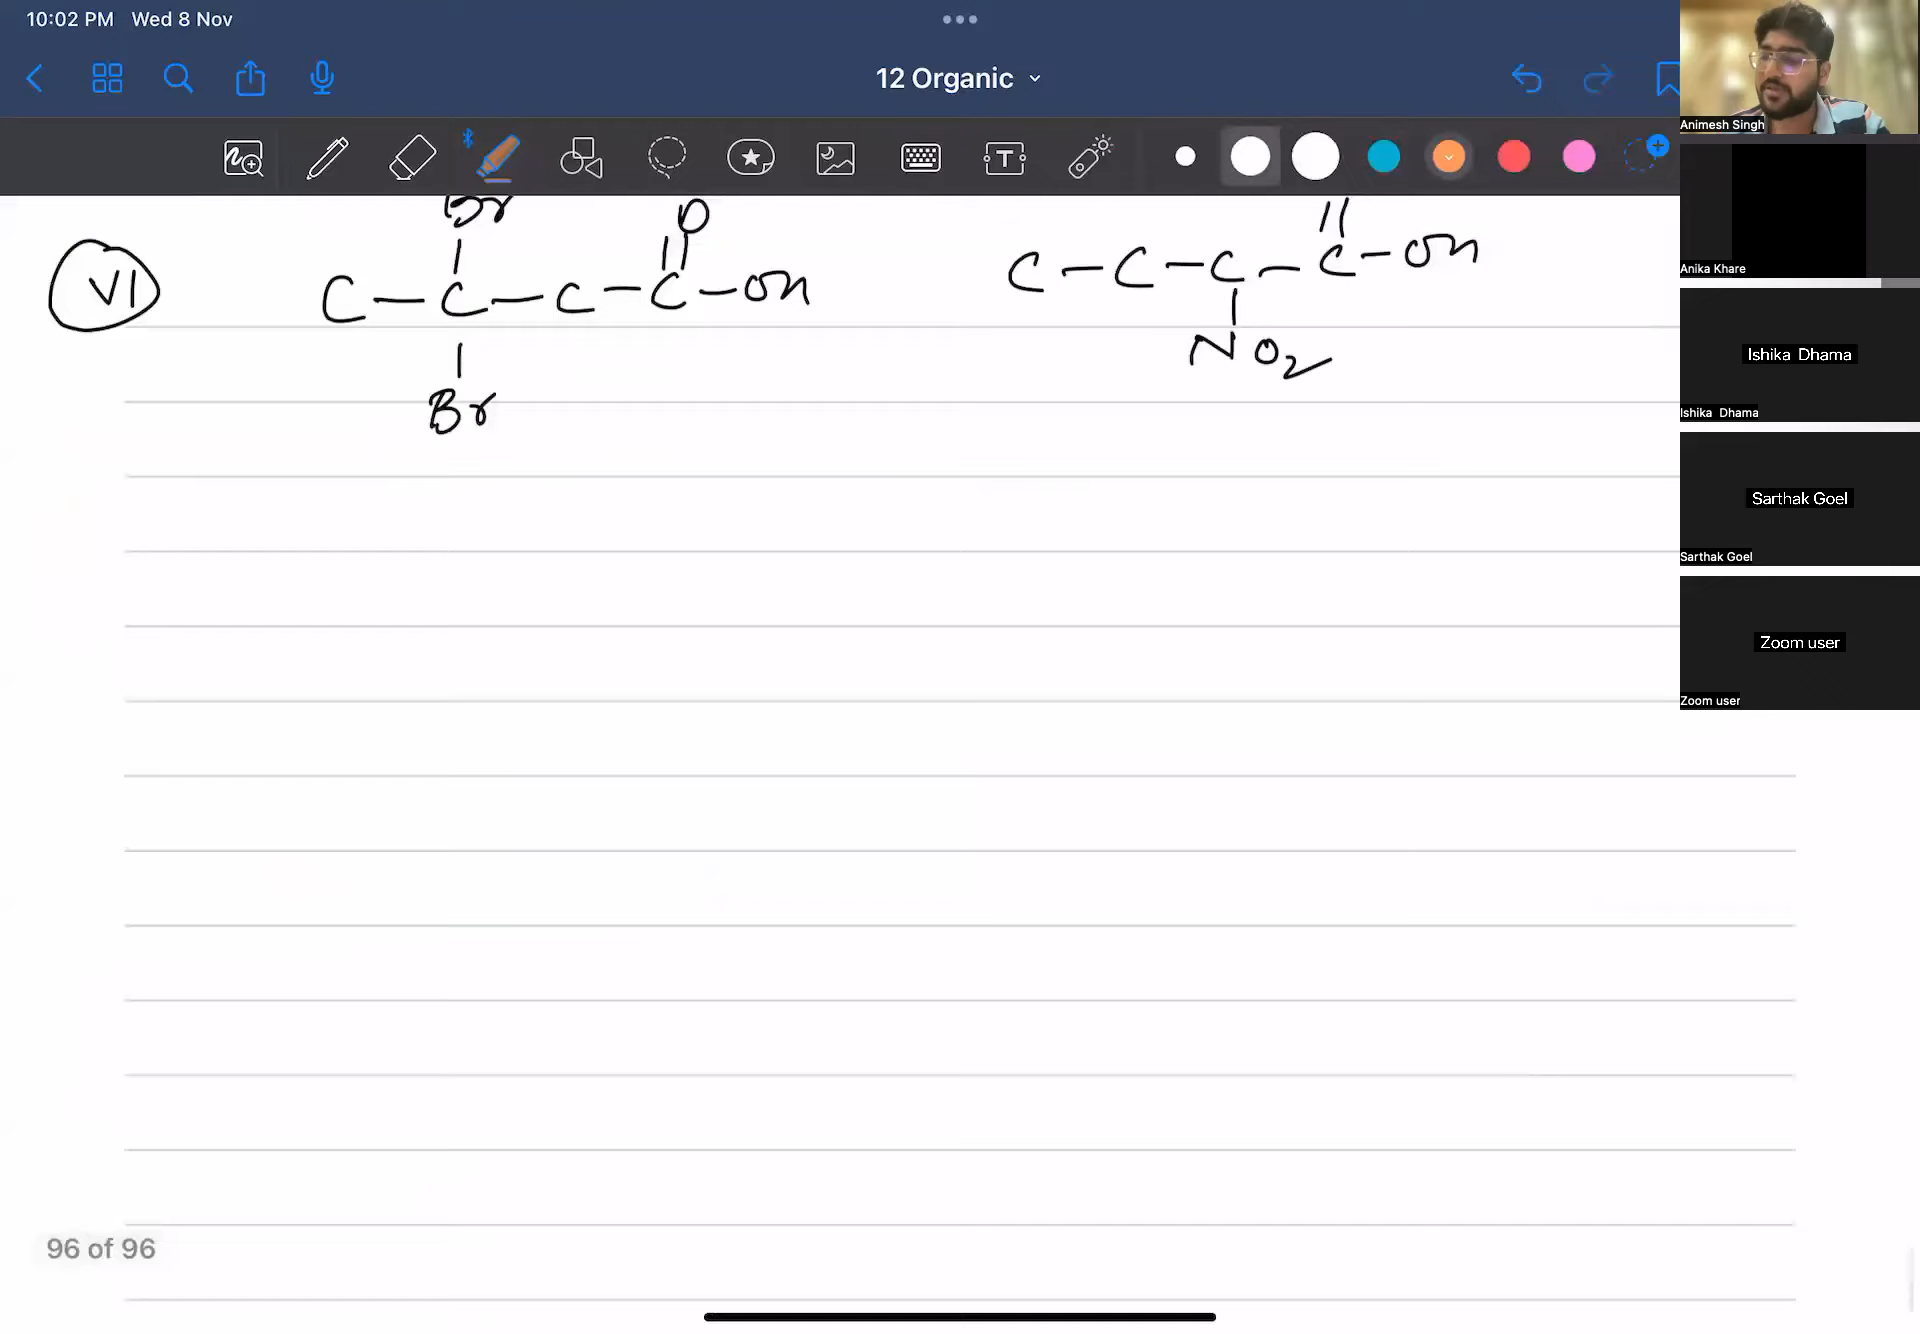 10:02 PM Wed 8 Nov
12 Organic
T
Animesh Singh
Anika Khare
Ishika Dhama
Ishika Dhama
Sarthak Goel
Sarthak Goel
Zoom user
Zoom user
VI
Br
O
C — C — C — C — OH
Br
C — C — C — C — OH
NO2
96 of 96